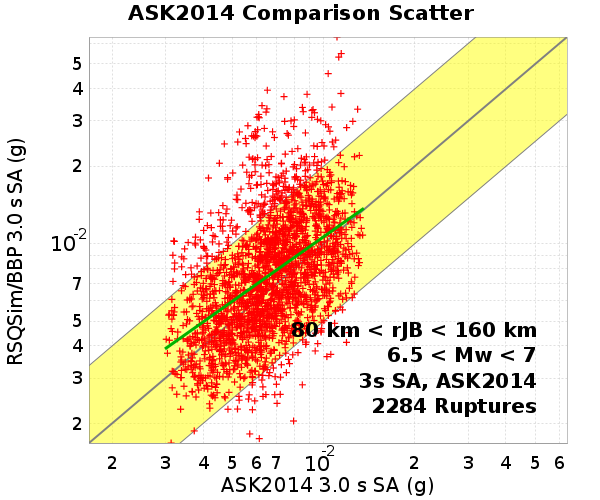 ASK2014 Comparison Scatter
RSQSim/BBP 3.0 s SA (g)
5
4
3
2
10-2
7
5
4
3
2
80 km < rJB < 160 km
6.5 < Mw < 7
3s SA, ASK2014
2284 Ruptures
2 3 4 5 6 7 10-2 2 3 4 5 6
ASK2014 3.0 s SA (g)